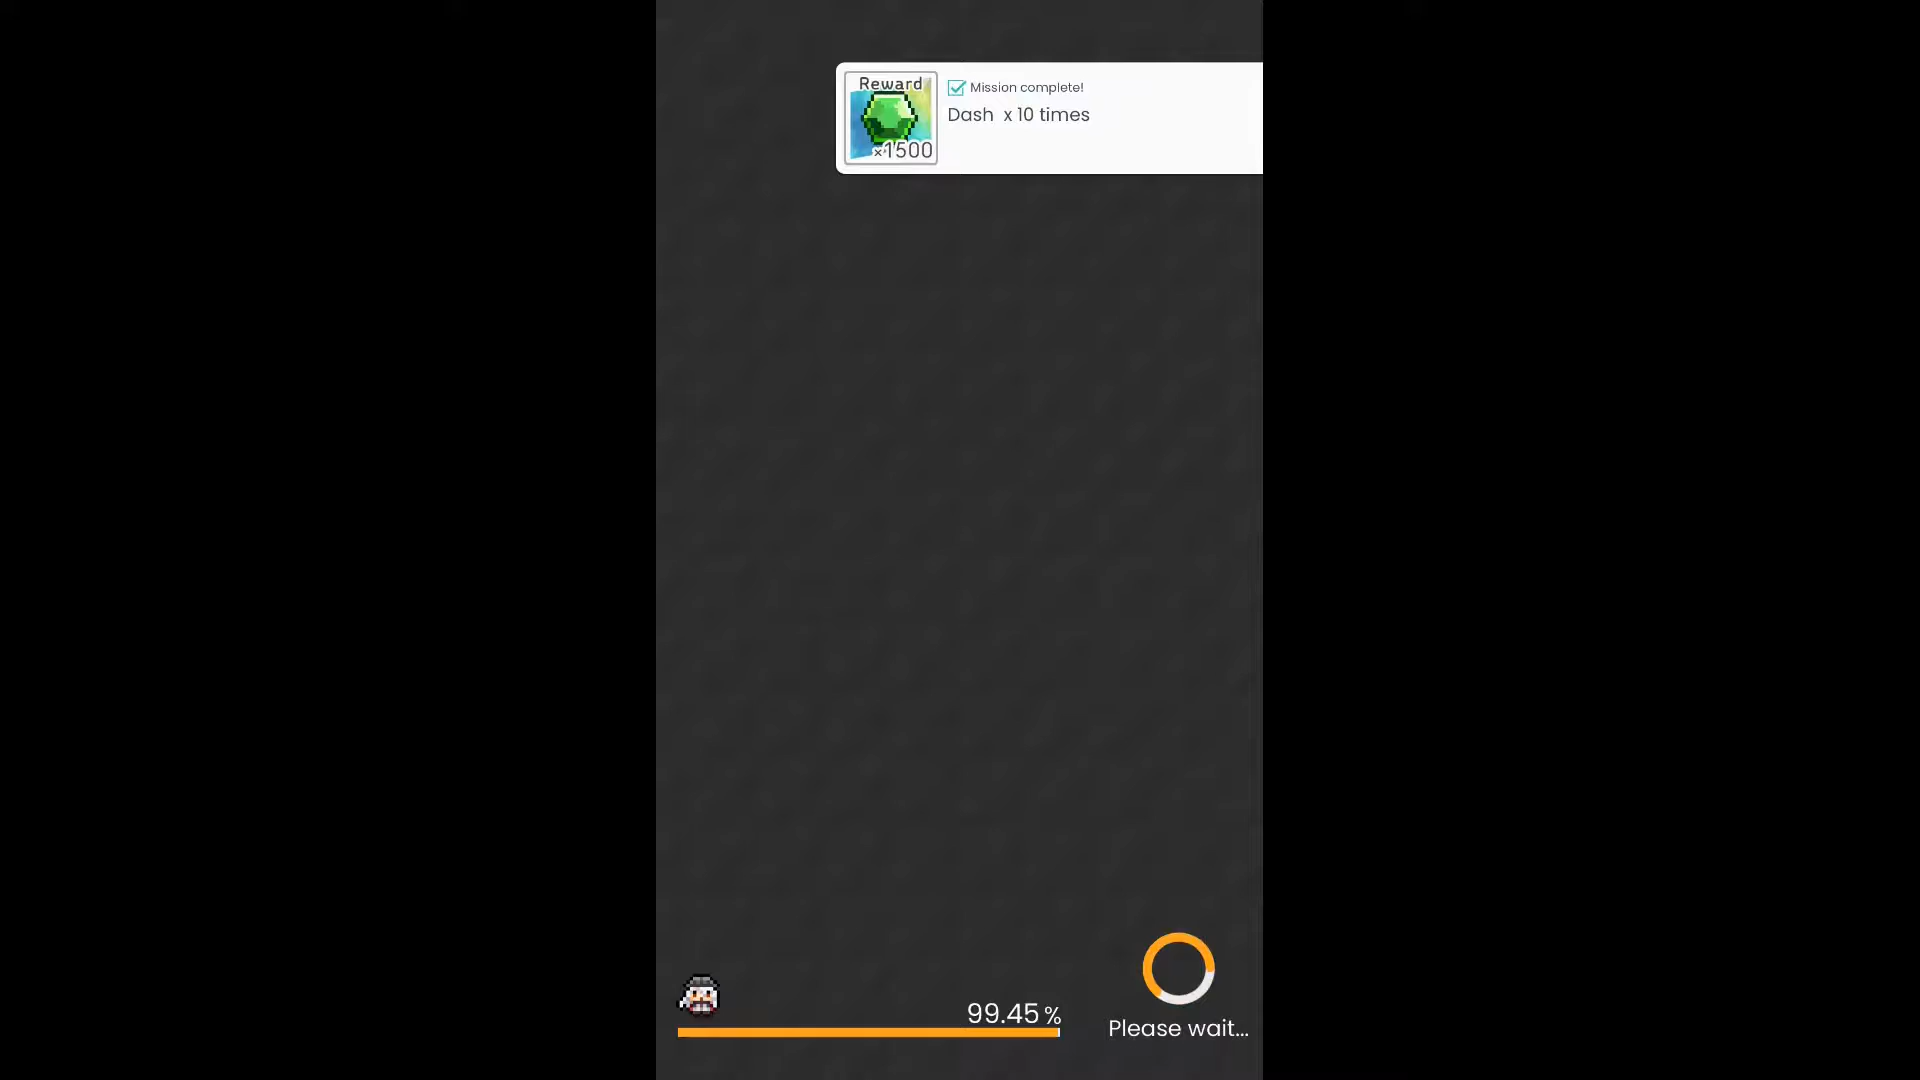 Reward
×1500
Mission complete!
Dash x 10 times
99.45 %
Please wait...